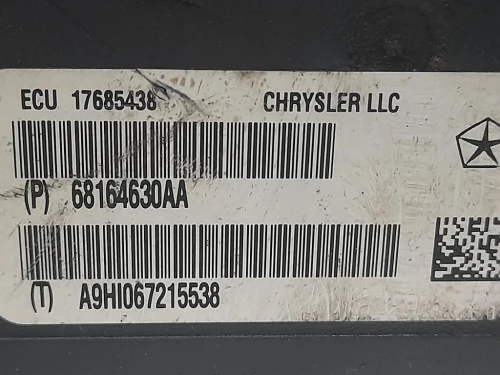 ECU 17685438 CHRYSLER LLC
(P) 68164630AA
(T) A9HI067215538